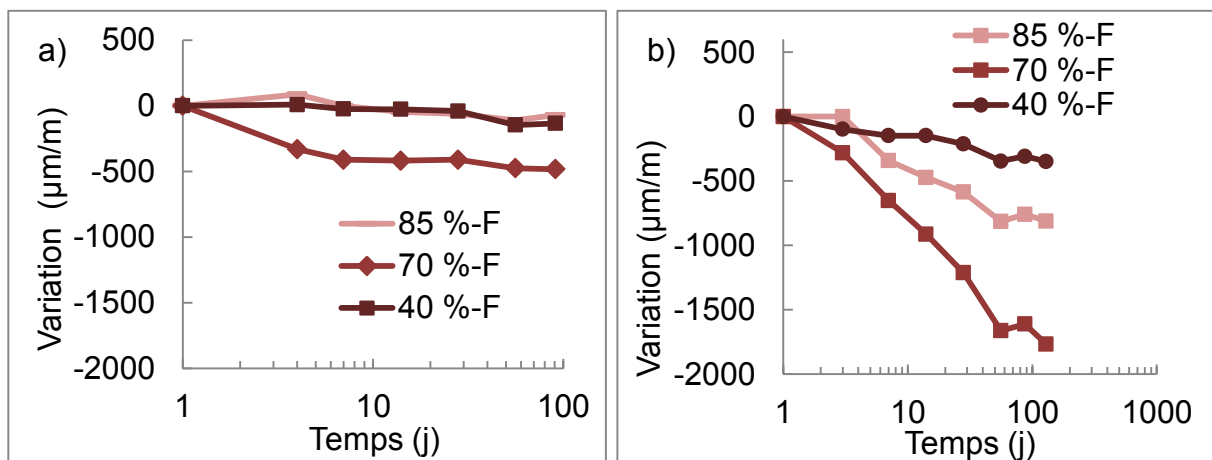 a)
500
0
-500
-1000
-1500
-2000
Variation (µm/m)
85 %-F
70 %-F
40 %-F
1
10
100
Temps (j)
b)
500
0
-500
-1000
-1500
-2000
Variation (µm/m)
85 %-F
70 %-F
40 %-F
1
10
100
1000
Temps (j)